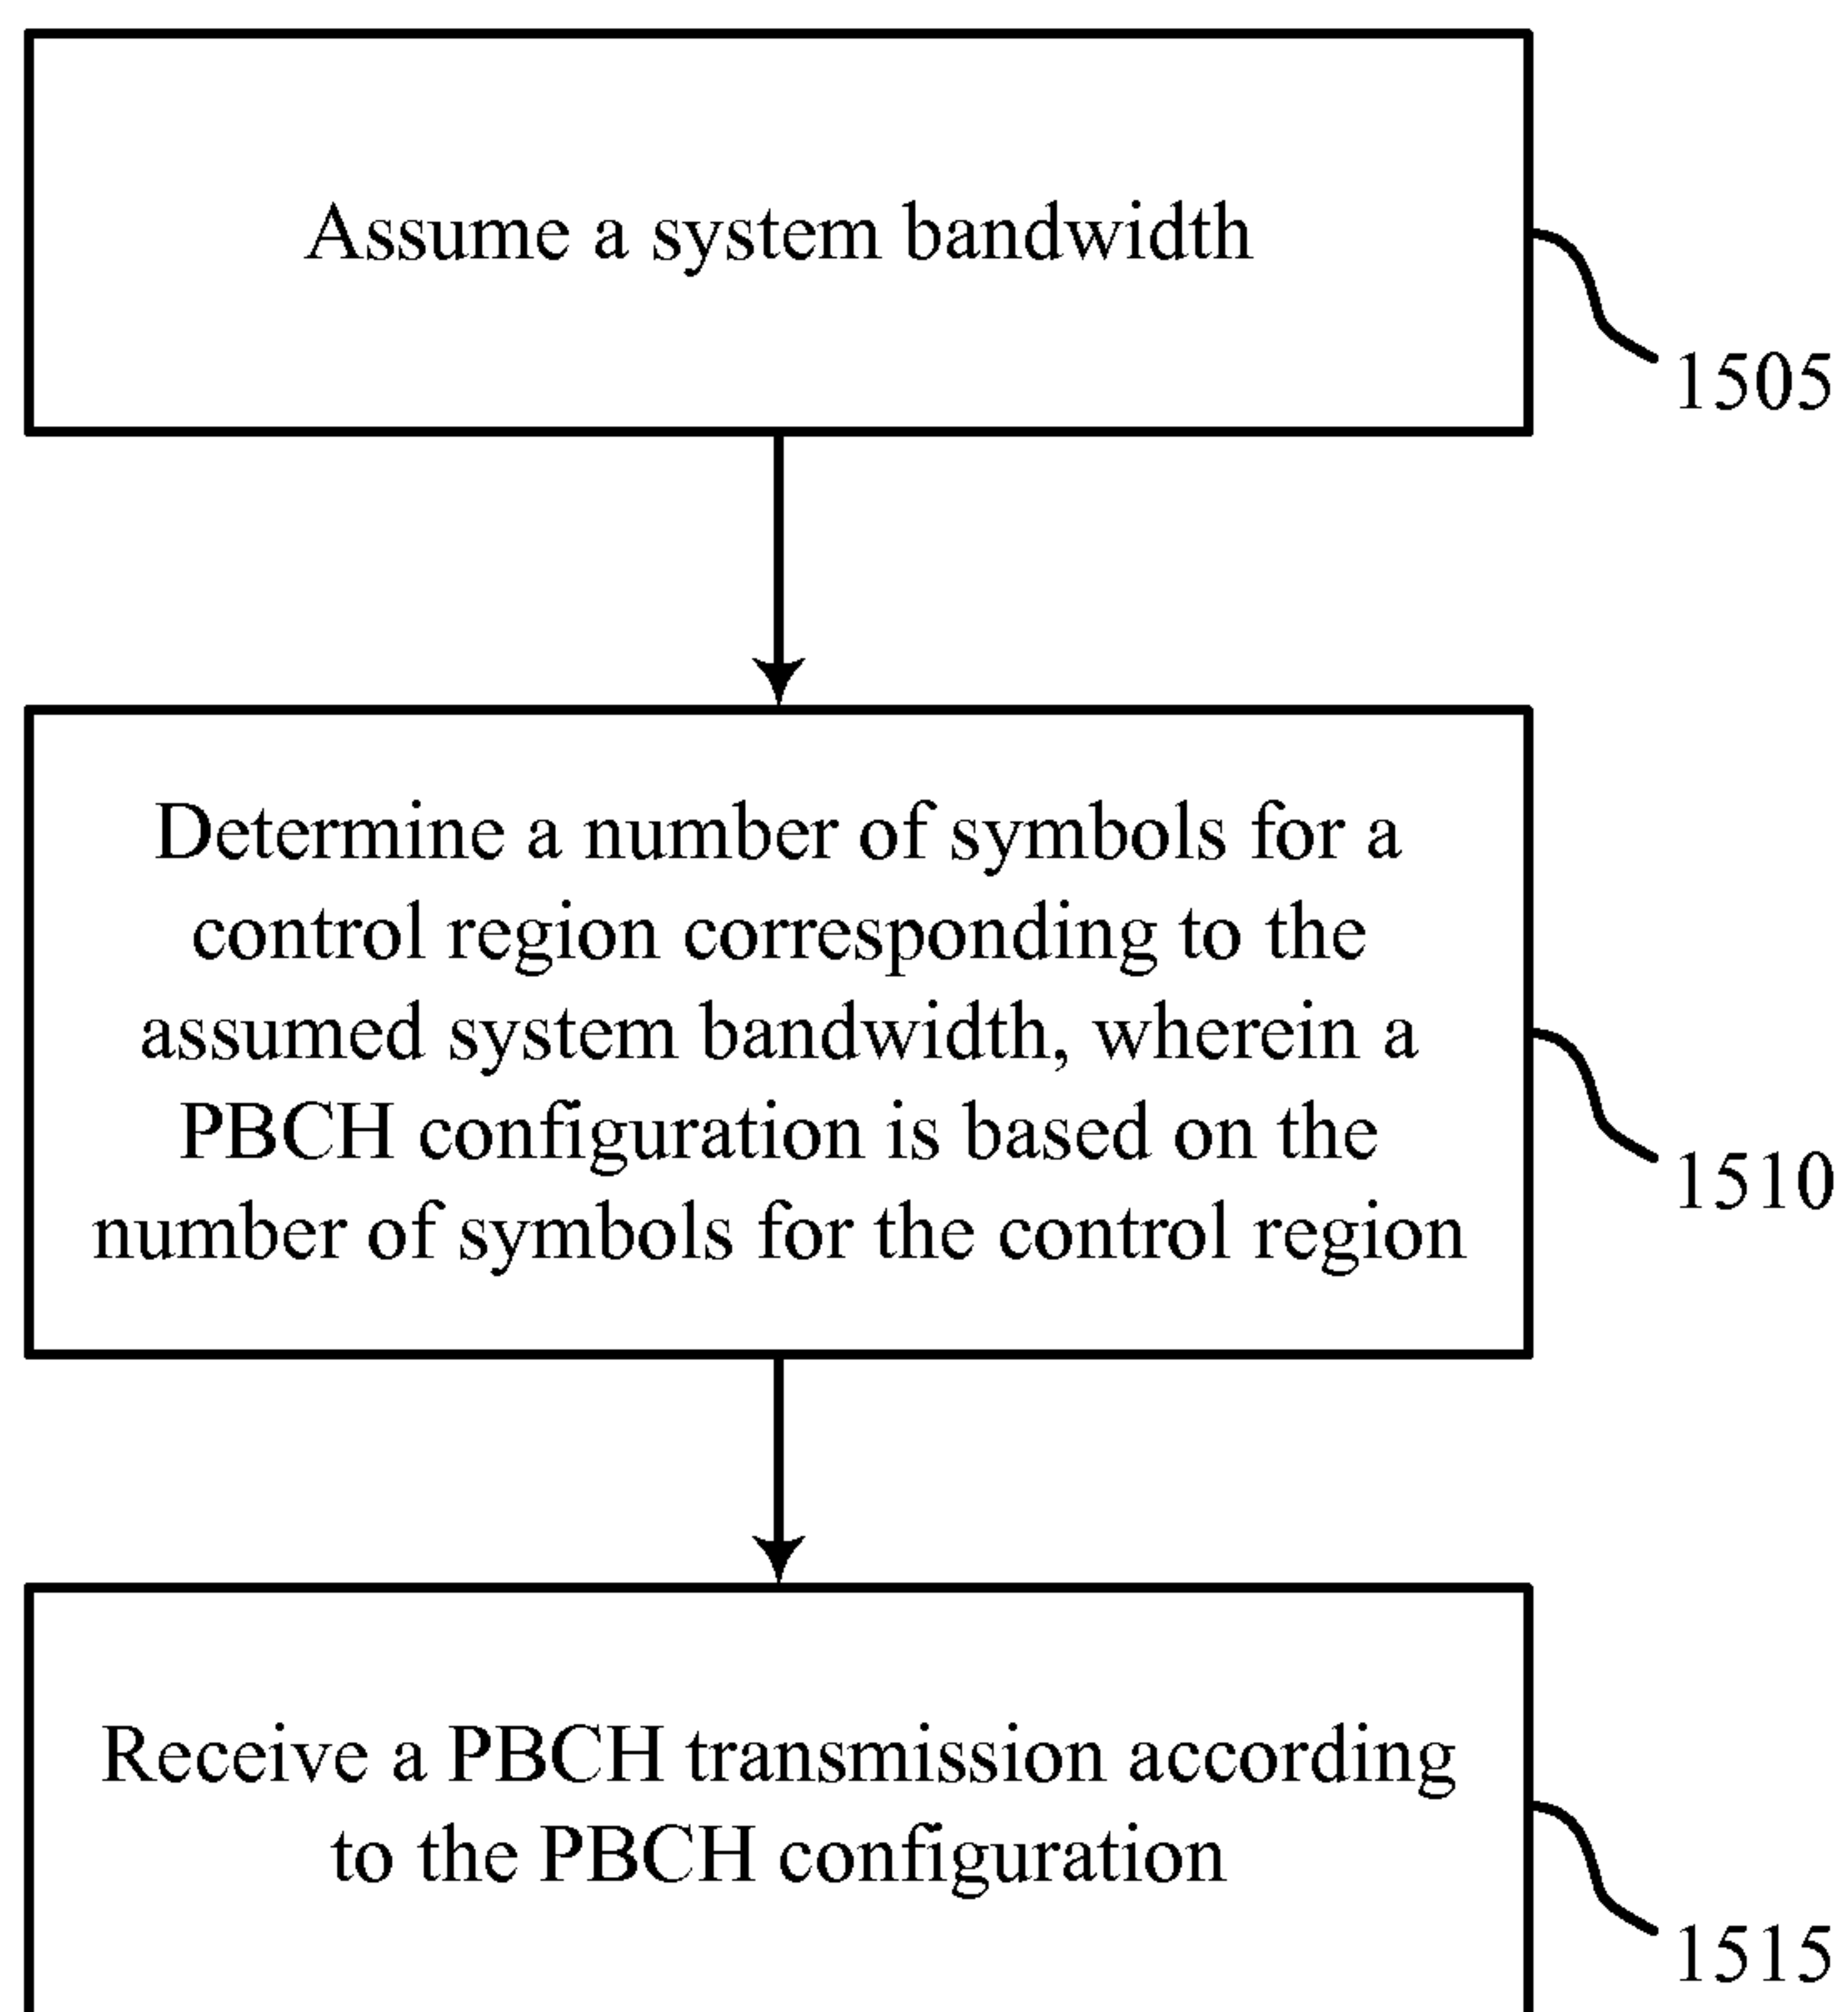 Assume a system bandwidth
1505
Determine a number of symbols for a
control region corresponding to the
assumed system bandwidth, wherein a
PBCH configuration is based on the
number of symbols for the control region
1510
Receive a PBCH transmission according
to the PBCH configuration
1515